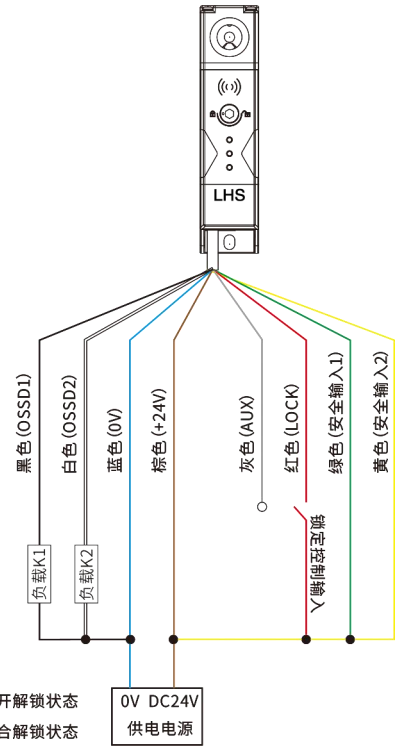 LHS
黑色(OSSD1)
白色(OSSD2)
蓝色(0V)
棕色(+24V)
灰色(AUX)
红色(LOCK)
绿色(安全输入1)
黄色(安全输入2)
负载K1
负载K2
锁定控制输入
开解锁状态
合解锁状态
0V DC24V
供电电源